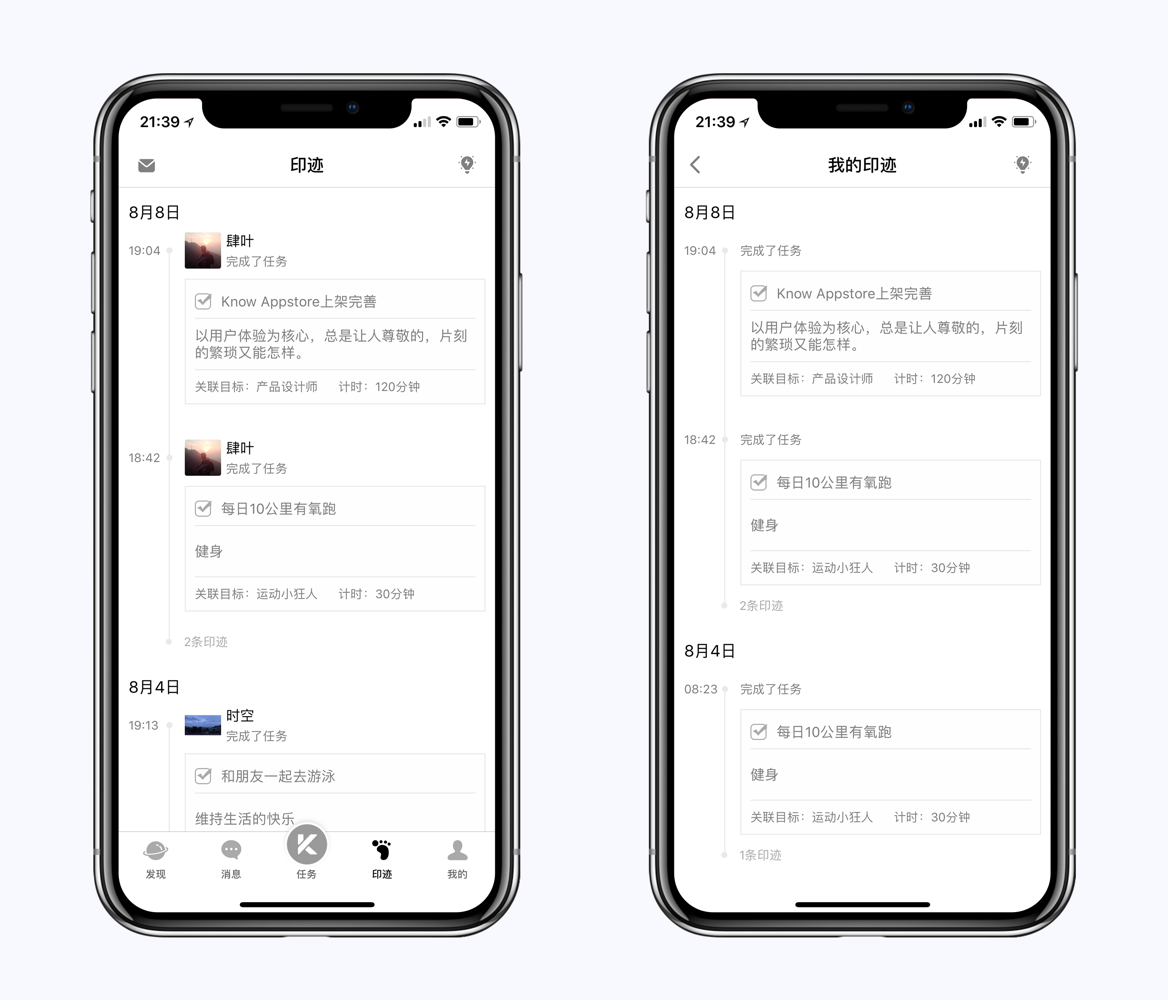 21:39
印迹
8月8日
19:04
肆叶
完成了任务
Know Appstore上架完善
以用户体验为核心，总是让人尊敬的，片刻
的繁琐又能怎样。
关联目标：产品设计师 计时：120分钟
18:42
肆叶
完成了任务
每日10公里有氧跑
健身
关联目标：运动小狂人 计时：30分钟
2条印迹
8月4日
19:13
时空
完成了任务
和朋友一起去游泳
维持生活的快乐
发现
消息
任务
印迹
我的
21:39
我的印迹
8月8日
19:04 完成了任务
Know Appstore上架完善
以用户体验为核心，总是让人尊敬的，片刻
的繁琐又能怎样。
关联目标：产品设计师 计时：120分钟
18:42 完成了任务
每日10公里有氧跑
健身
关联目标：运动小狂人 计时：30分钟
2条印迹
8月4日
08:23 完成了任务
每日10公里有氧跑
健身
关联目标：运动小狂人 计时：30分钟
1条印迹